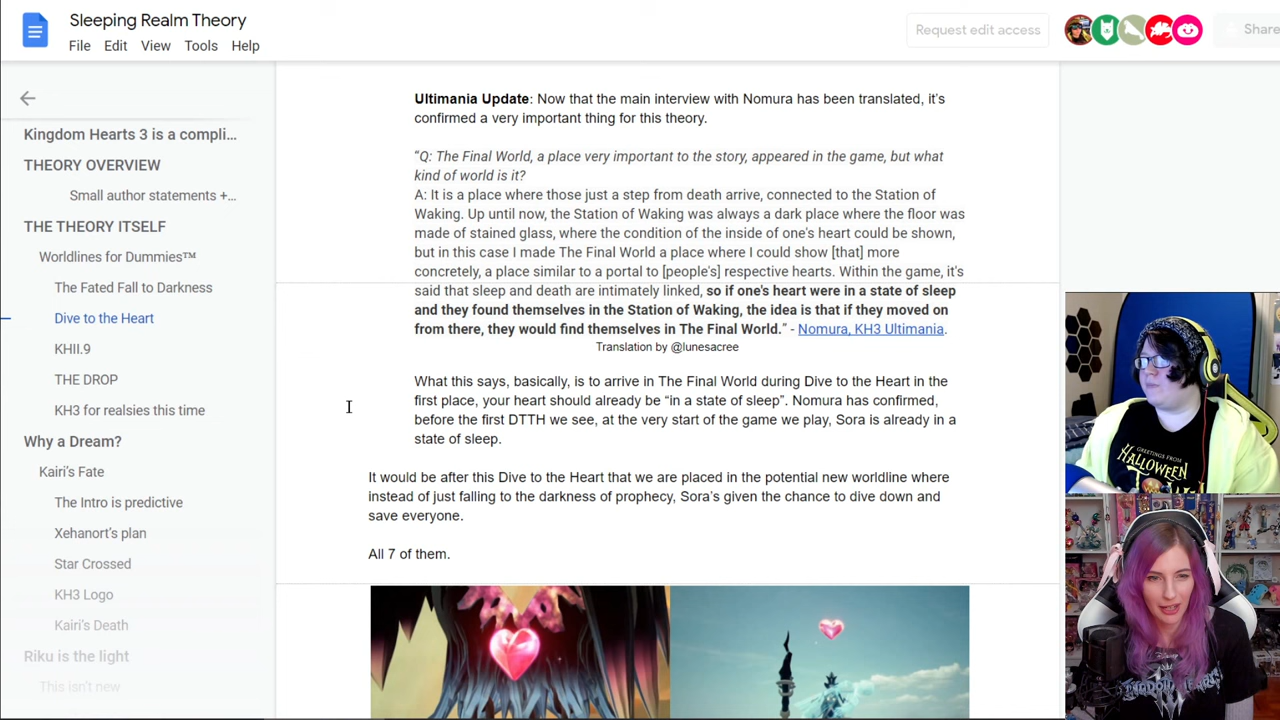 Sleeping Realm Theory
File Edit View Tools Help
Request edit access
Share
Kingdom Hearts 3 is a compli...
THEORY OVERVIEW
Small author statements +...
THE THEORY ITSELF
Worldlines for Dummies™
The Fated Fall to Darkness
Dive to the Heart
KHII.9
THE DROP
KH3 for realsies this time
Why a Dream?
Kairi's Fate
The Intro is predictive
Xehanort's plan
Star Crossed
KH3 Logo
Kairi's Death
Riku is the light
This isn't new
Ultimania Update: Now that the main interview with Nomura has been translated, it's
confirmed a very important thing for this theory.
“Q: The Final World, a place very important to the story, appeared in the game, but what
kind of world is it?
A: It is a place where those just a step from death arrive, connected to the Station of
Waking. Up until now, the Station of Waking was always a dark place where the floor was
made of stained glass, where the condition of the inside of one's heart could be shown,
but in this case I made The Final World a place where I could show [that] more
concretely, a place similar to a portal to [people's] respective hearts. Within the game, it's
said that sleep and death are intimately linked, so if one's heart were in a state of sleep
and they found themselves in the Station of Waking, the idea is that if they moved on
from there, they would find themselves in The Final World.” - Nomura, KH3 Ultimania.
Translation by @lunesacree
What this says, basically, is to arrive in The Final World during Dive to the Heart in the
first place, your heart should already be “in a state of sleep”. Nomura has confirmed,
before the first DTTH we see, at the very start of the game we play, Sora is already in a
state of sleep.
It would be after this Dive to the Heart that we are placed in the potential new worldline where
instead of just falling to the darkness of prophecy, Sora's given the chance to dive down and
save everyone.
All 7 of them.
GREETINGS FROM
HALLOWEEN
Disney
KINGDOM HEARTS